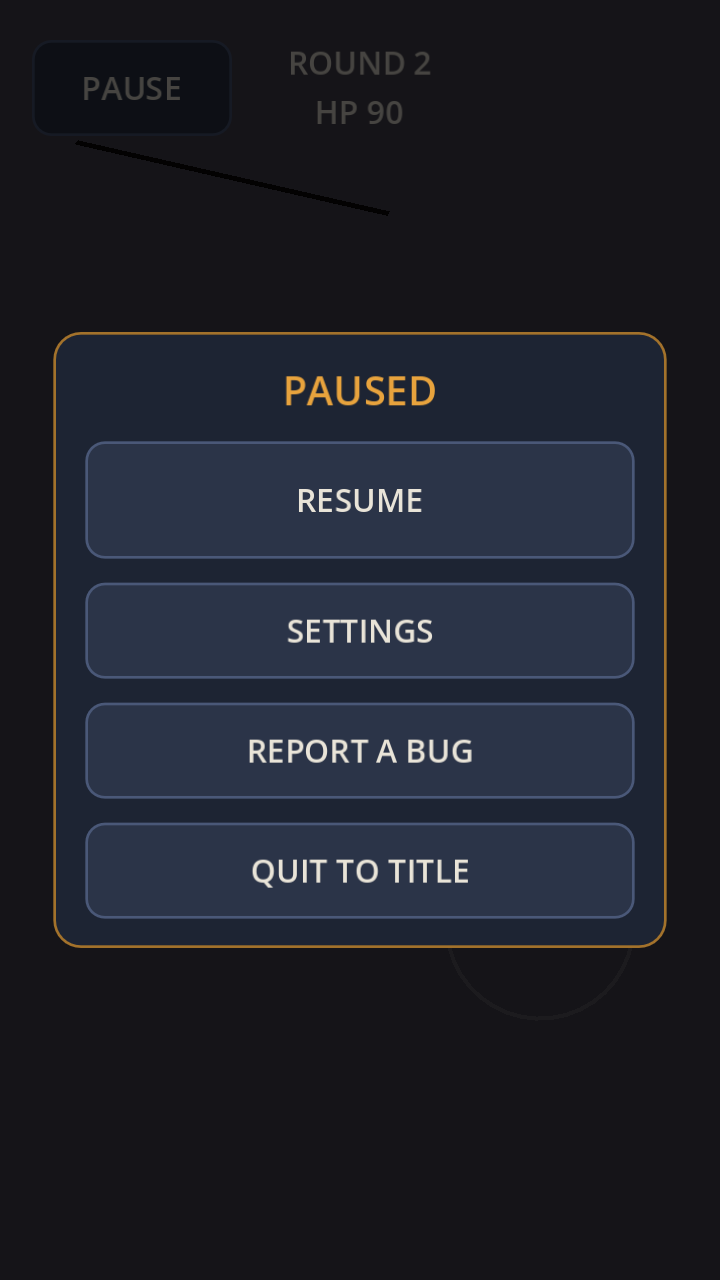 PAUSE
ROUND 2
HP 90
PAUSED
RESUME
SETTINGS
REPORT A BUG
QUIT TO TITLE